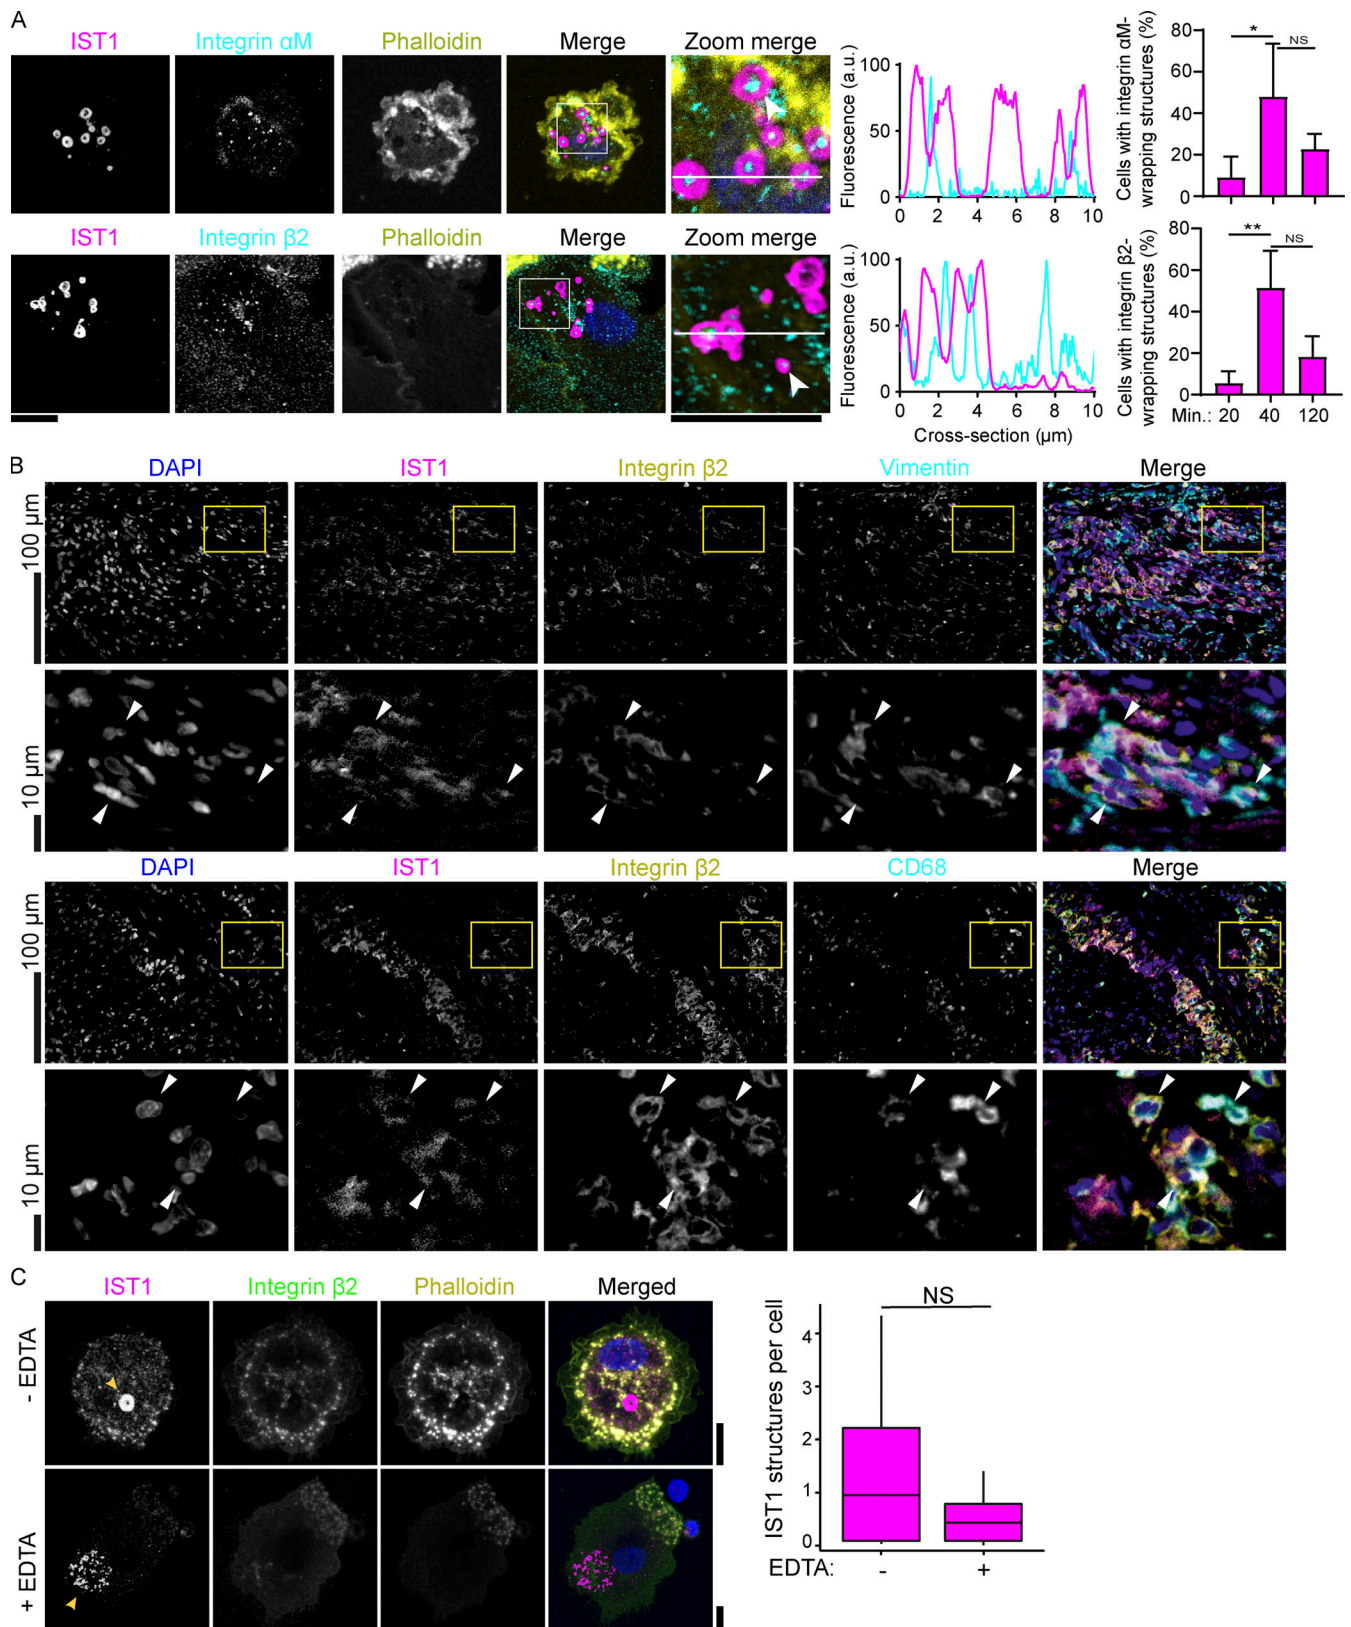 A
IST1 Integrin αM Phalloidin Merge Zoom merge
Fluorescence (a.u.)
100
50
0
0 2 4 6 8 10
Cells with integrin αM-
wrapping structures (%)
80
60
40
20
0
* NS
IST1 Integrin β2 Phalloidin Merge Zoom merge
Fluorescence (a.u.)
100
50
0
0 2 4 6 8 10
Cross-section (µm)
Cells with integrin β2-
wrapping structures (%)
80
60
40
20
0
** NS
Min.: 20 40 120
B
DAPI IST1 Integrin β2 Vimentin Merge
100 µm
10 µm
DAPI IST1 Integrin β2 CD68 Merge
100 µm
10 µm
C
IST1 Integrin β2 Phalloidin Merged
- EDTA
+ EDTA
IST1 structures per cell
NS
4
3
2
1
0
EDTA: - +